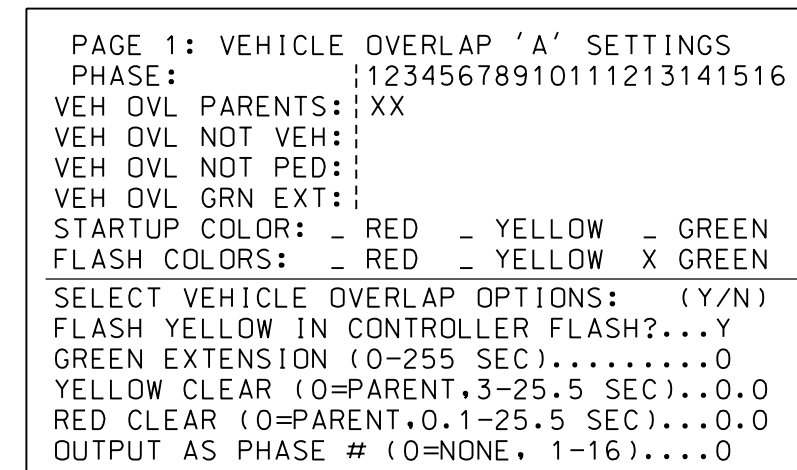 PAGE 1: VEHICLE OVERLAP 'A' SETTINGS
PHASE: ¦12345678910111213141516
VEH OVL PARENTS:¦XX
VEH OVL NOT VEH:¦
VEH OVL NOT PED:¦
VEH OVL GRN EXT:¦
STARTUP COLOR: _ RED _ YELLOW _ GREEN
FLASH COLORS: _ RED _ YELLOW X GREEN
SELECT VEHICLE OVERLAP OPTIONS: (Y/N)
FLASH YELLOW IN CONTROLLER FLASH?...Y
GREEN EXTENSION (0-255 SEC).........0
YELLOW CLEAR (0=PARENT,3-25.5 SEC)..0.0
RED CLEAR (0=PARENT,0.1-25.5 SEC)...0.0
OUTPUT AS PHASE # (0=NONE, 1-16)....0